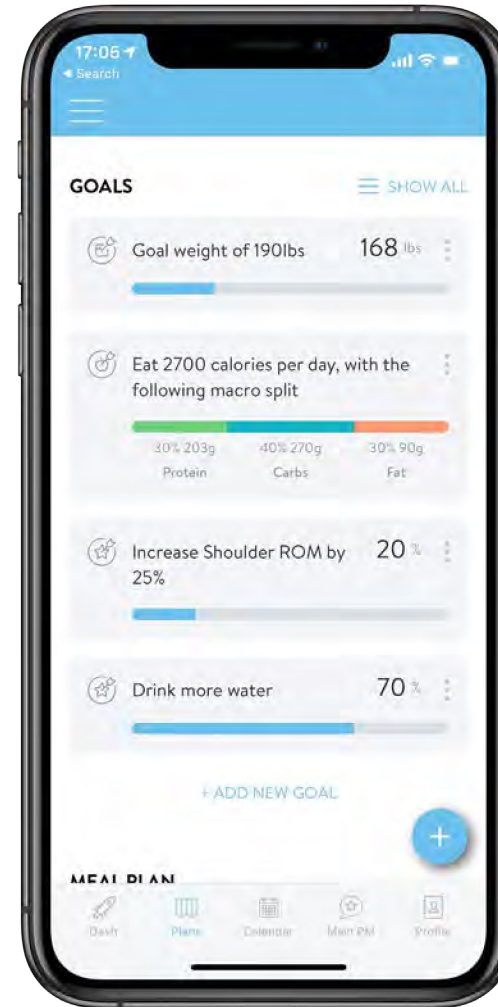 17:05
Search
GOALS
SHOW ALL
Goal weight of 190lbs
168 lbs
Eat 2700 calories per day, with the
following macro split
30% 203g
40% 270g
30% 90g
Protein
Carbs
Fat
Increase Shoulder ROM by
25%
20 %
Drink more water
70 %
+ ADD NEW GOAL
+
MEAL PLAN
Dash
Plans
Calendar
Main PM
Profile